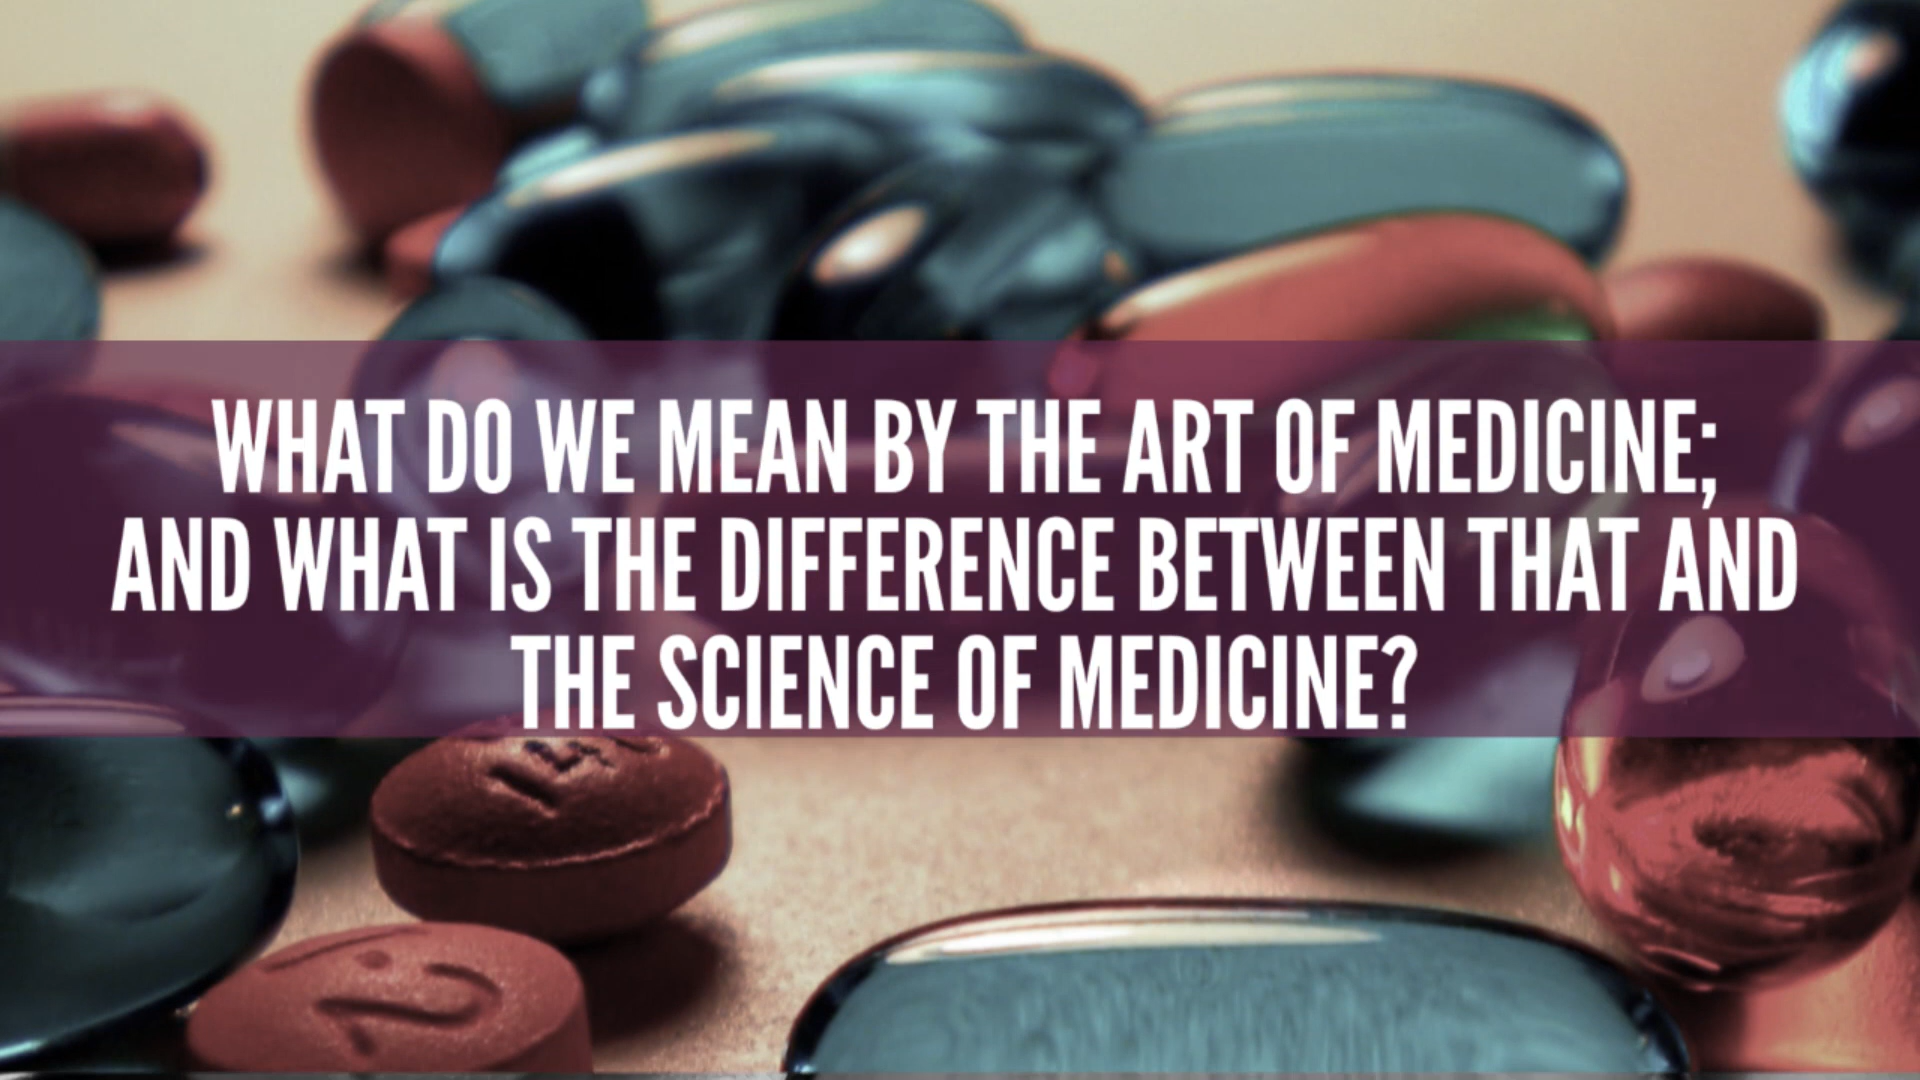 WHAT DO WE MEAN BY THE ART OF MEDICINE;
AND WHAT IS THE DIFFERENCE BETWEEN THAT AND
THE SCIENCE OF MEDICINE?